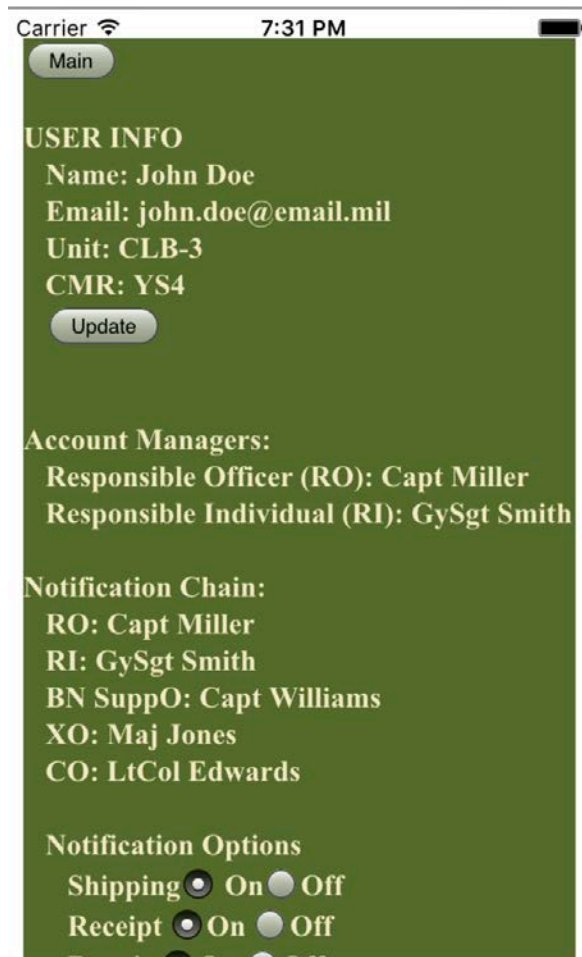 Carrier 7:31 PM
Main
USER INFO
Name: John Doe
Email: john.doe@email.mil
Unit: CLB-3
CMR: YS4
Update
Account Managers:
Responsible Officer (RO): Capt Miller
Responsible Individual (RI): GySgt Smith
Notification Chain:
RO: Capt Miller
RI: GySgt Smith
BN SuppO: Capt Williams
XO: Maj Jones
CO: LtCol Edwards
Notification Options
Shipping On Off
Receipt On Off